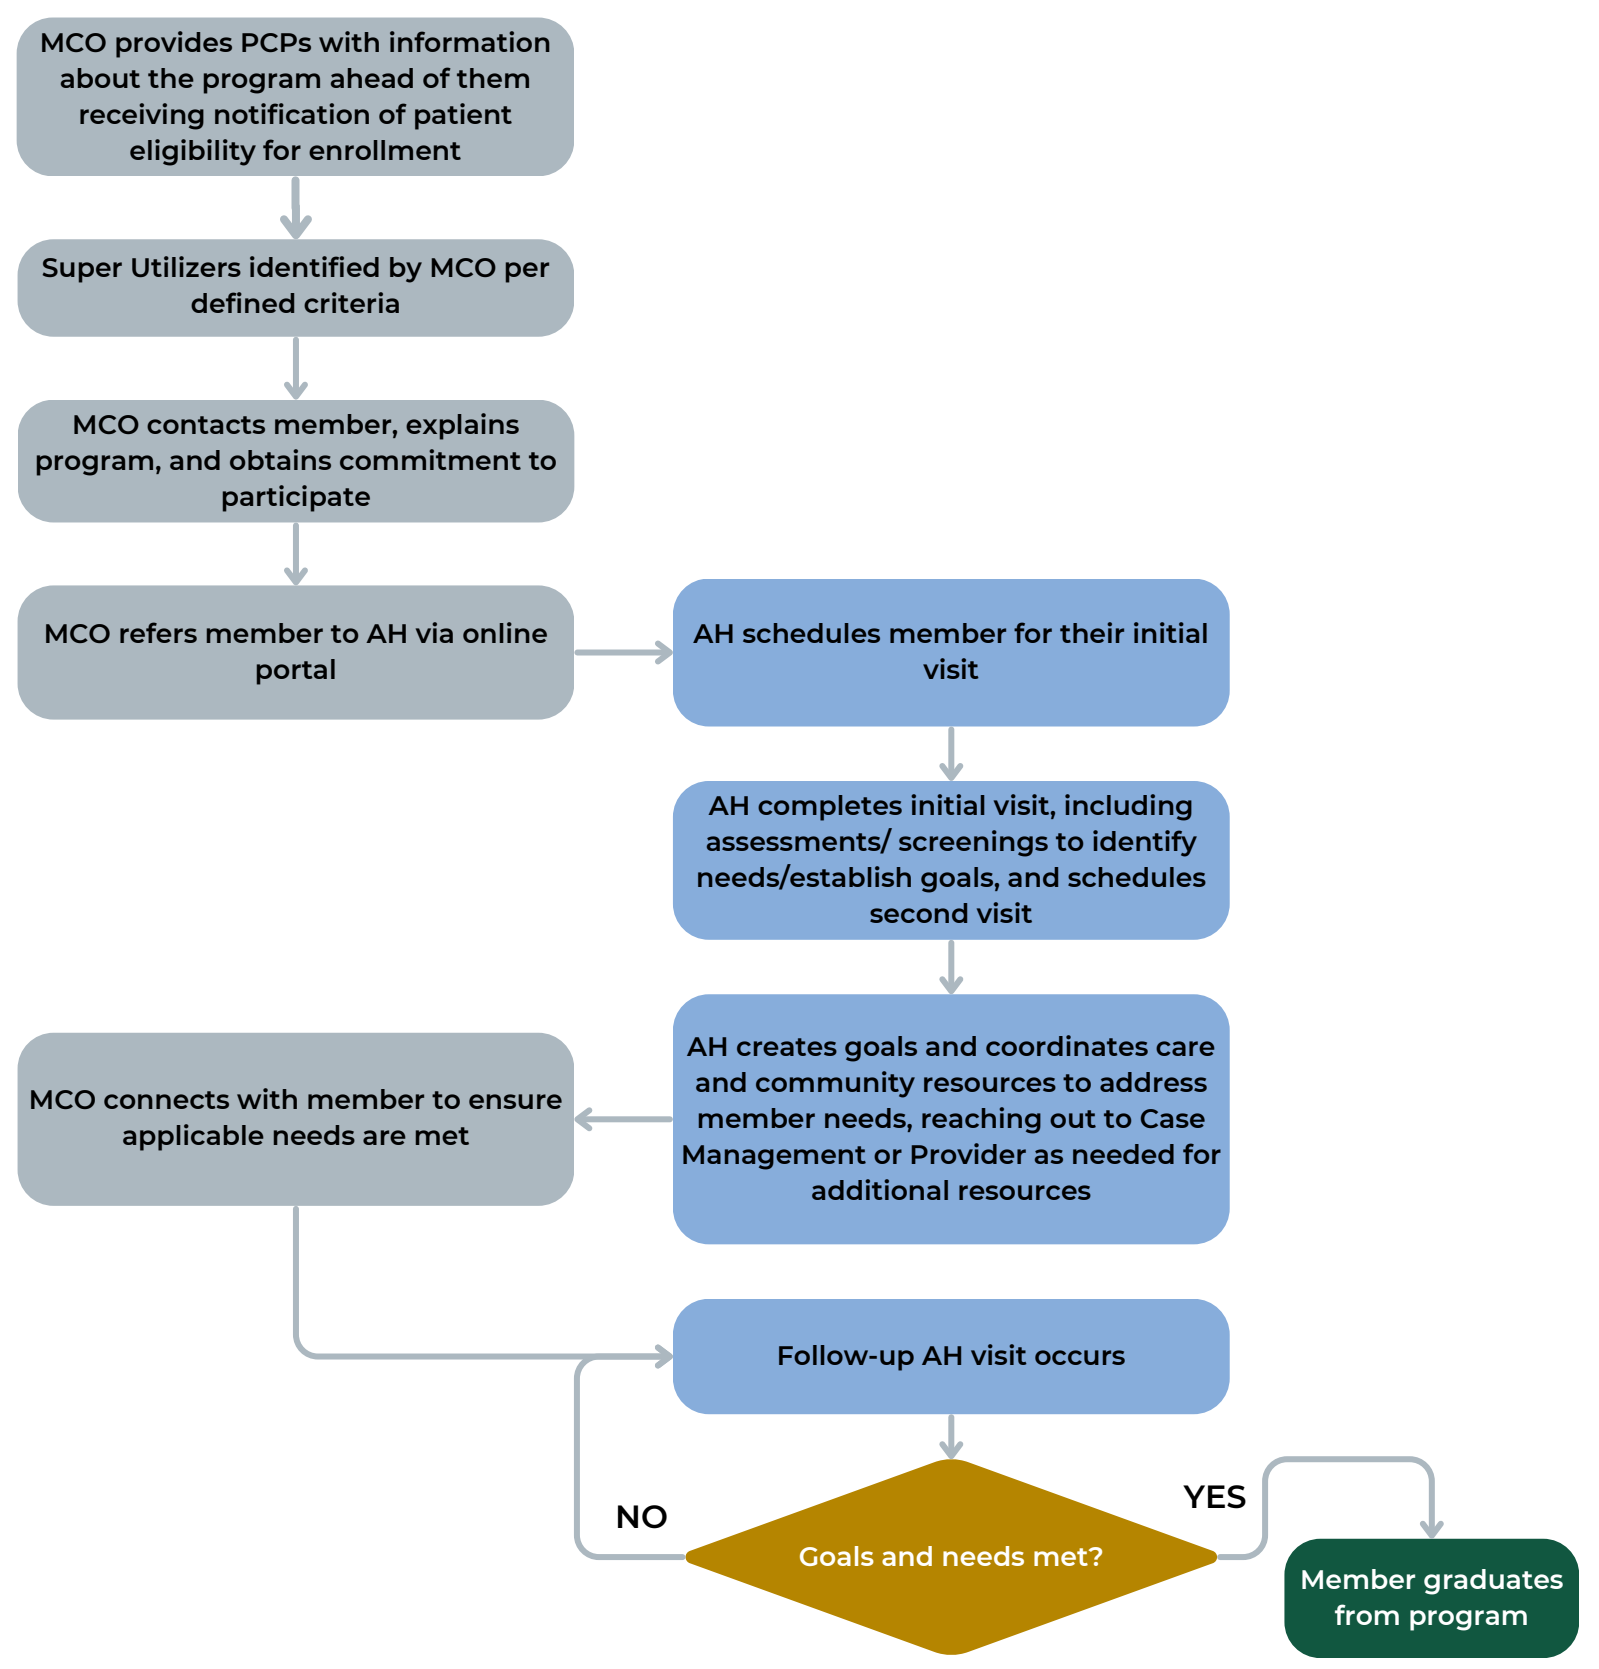 MCO provides PCPs with information
about the program ahead of them
receiving notification of patient
eligibility for enrollment
Super Utilizers identified by MCO per
defined criteria
MCO contacts member, explains
program, and obtains commitment to
participate
MCO refers member to AH via online
portal
AH schedules member for their initial
visit
AH completes initial visit, including
assessments/ screenings to identify
needs/establish goals, and schedules
second visit
AH creates goals and coordinates care
and community resources to address
member needs, reaching out to Case
Management or Provider as needed for
additional resources
MCO connects with member to ensure
applicable needs are met
Follow-up AH visit occurs
Goals and needs met?
NO
YES
Member graduates
from program